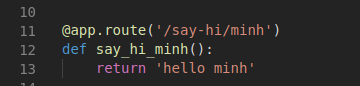 10
11 @app.route('/say-hi/minh')
12 def say_hi_minh():
13     return 'hello minh'